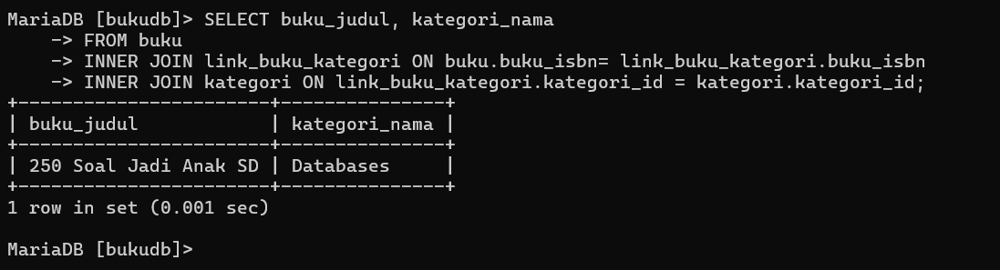 MariaDB [bukudb]> SELECT buku_judul, kategori_nama
    -> FROM buku
    -> INNER JOIN link_buku_kategori ON buku.buku_isbn= link_buku_kategori.buku_isbn
    -> INNER JOIN kategori ON link_buku_kategori.kategori_id = kategori.kategori_id;
+-----------------------+---------------+
| buku_judul            | kategori_nama |
+-----------------------+---------------+
| 250 Soal Jadi Anak SD | Databases     |
+-----------------------+---------------+
1 row in set (0.001 sec)

MariaDB [bukudb]>